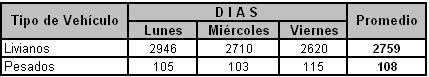 Tipo de Vehículo D I A S Promedio
Lunes Miércoles Viernes
Livianos 2946 2710 2620 2759
Pesados 105 103 115 108